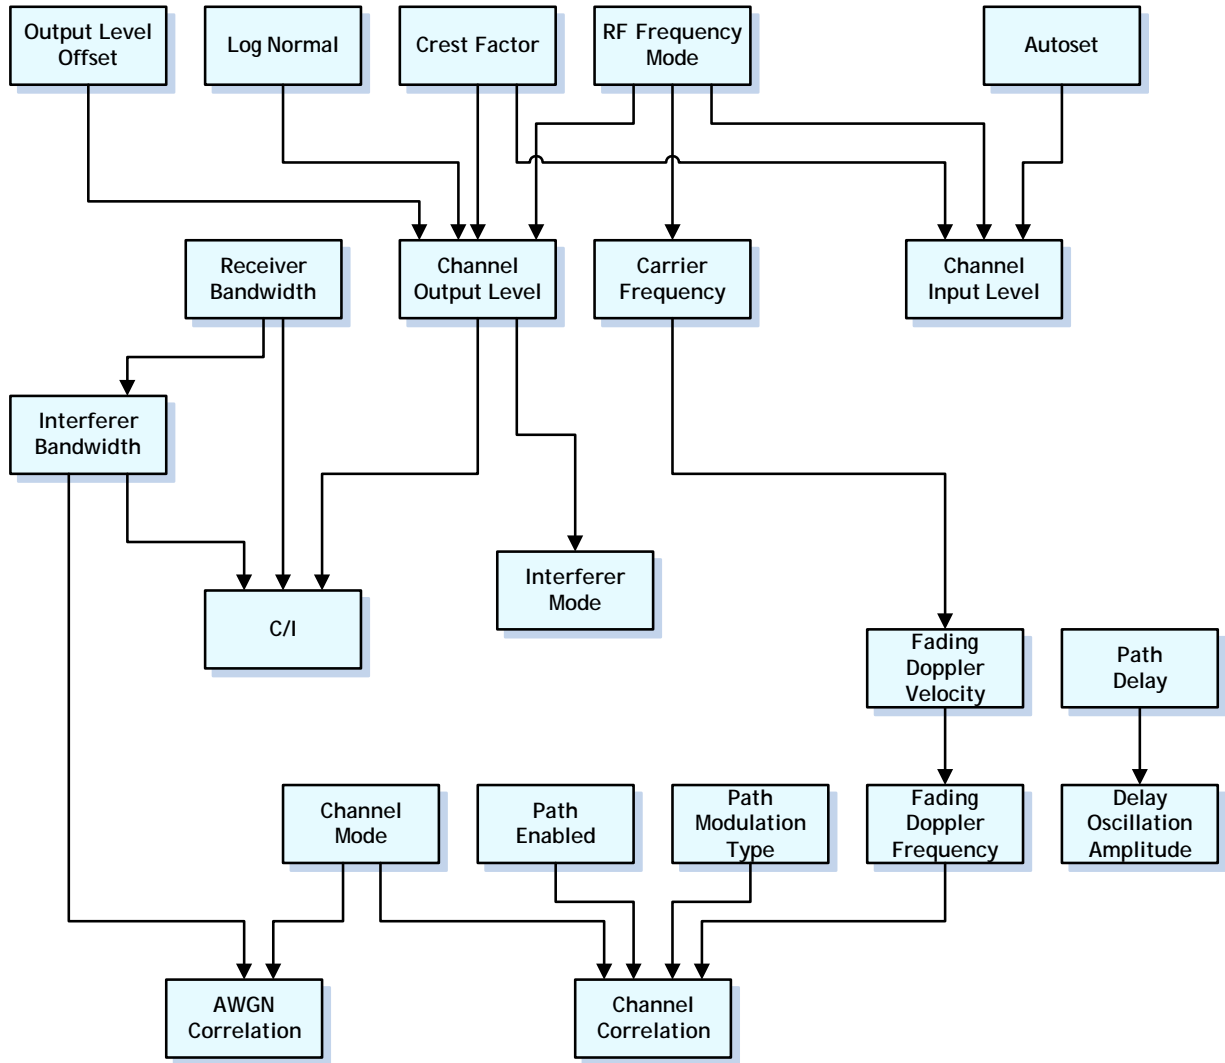 Output Level
Offset
Log Normal
Crest Factor
RF Frequency
Mode
Autoset
Receiver
Bandwidth
Channel
Output Level
Carrier
Frequency
Channel
Input Level
Interferer
Bandwidth
Interferer
Mode
C/I
Fading
Doppler
Velocity
Path
Delay
Channel
Mode
Path
Enabled
Path
Modulation
Type
Fading
Doppler
Frequency
Delay
Oscillation
Amplitude
AWGN
Correlation
Channel
Correlation